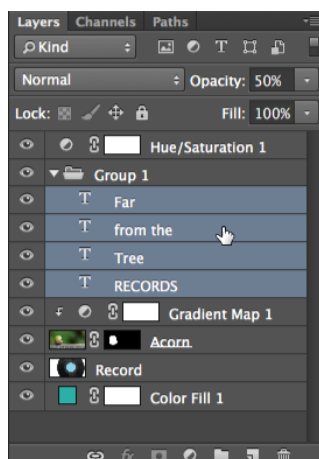 Layers Channels Paths
Kind T
Normal Opacity: 50%
Lock: Fill: 100%
Hue/Saturation 1
Group 1
T Far
T from the
T Tree
T RECORDS
Gradient Map 1
Acorn
Record
Color Fill 1
fx